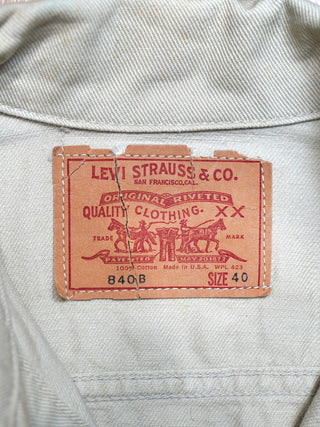 LEVI STRAUSS & CO.
SAN FRANCISCO, CAL.
ORIGINAL RIVETED
QUALITY CLOTHING. XX
TRADE MARK
PATENTED MAY 20 1873
100% Cotton Made in U.S.A. WPL 423
840B SIZE 40